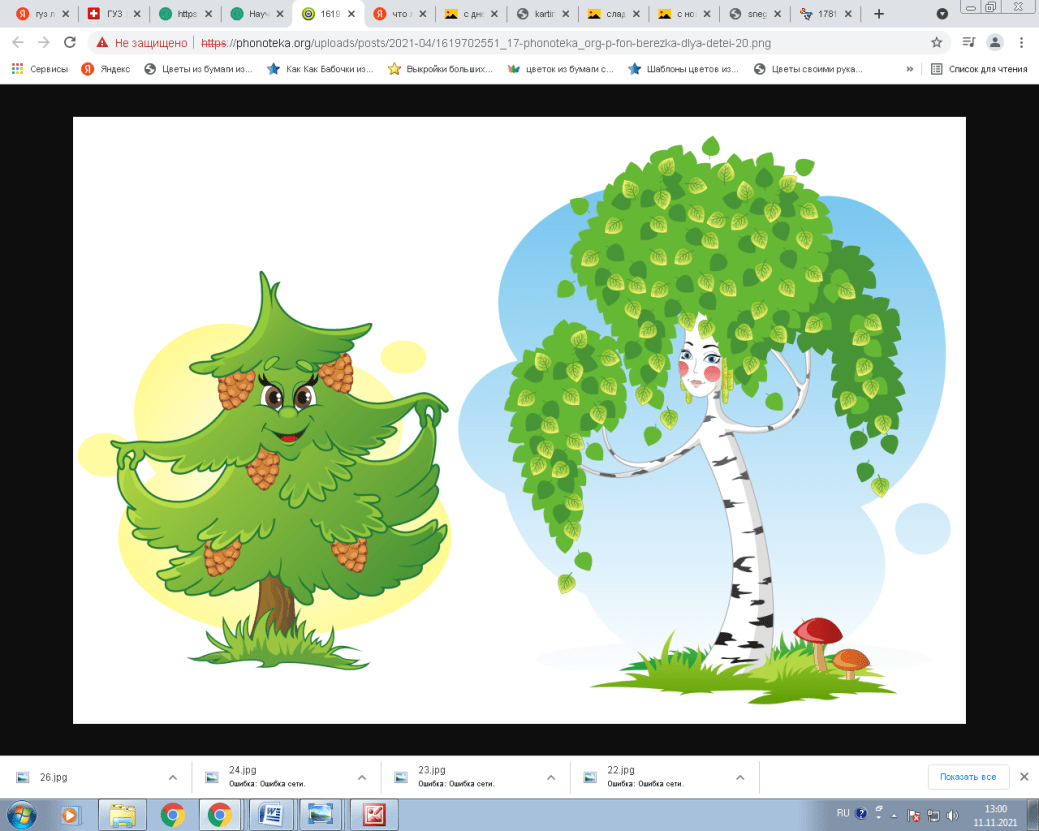 гуз л
ГУЗ
https
Науч
1619
что
с дне
kartin
слад
с нов
sneg
1781
Не защищено
https://phonoteka.org/uploads/posts/2021-04/1619702551_17-phonoteka_org-p-fon-berezka-dlya-detei-20.png
Сервисы
Яндекс
Цветы из бумаги из...
Как Как Бабочки из...
Выкройки больших...
цветок из бумаги с...
Шаблоны цветов из...
Цветы своими рука...
»
Список для чтения
26.jpg
24.jpg
Ошибка: Ошибка сети.
23.jpg
Ошибка: Ошибка сети.
22.jpg
Ошибка: Ошибка сети.
Показать все
RU
13:00
11.11.2021